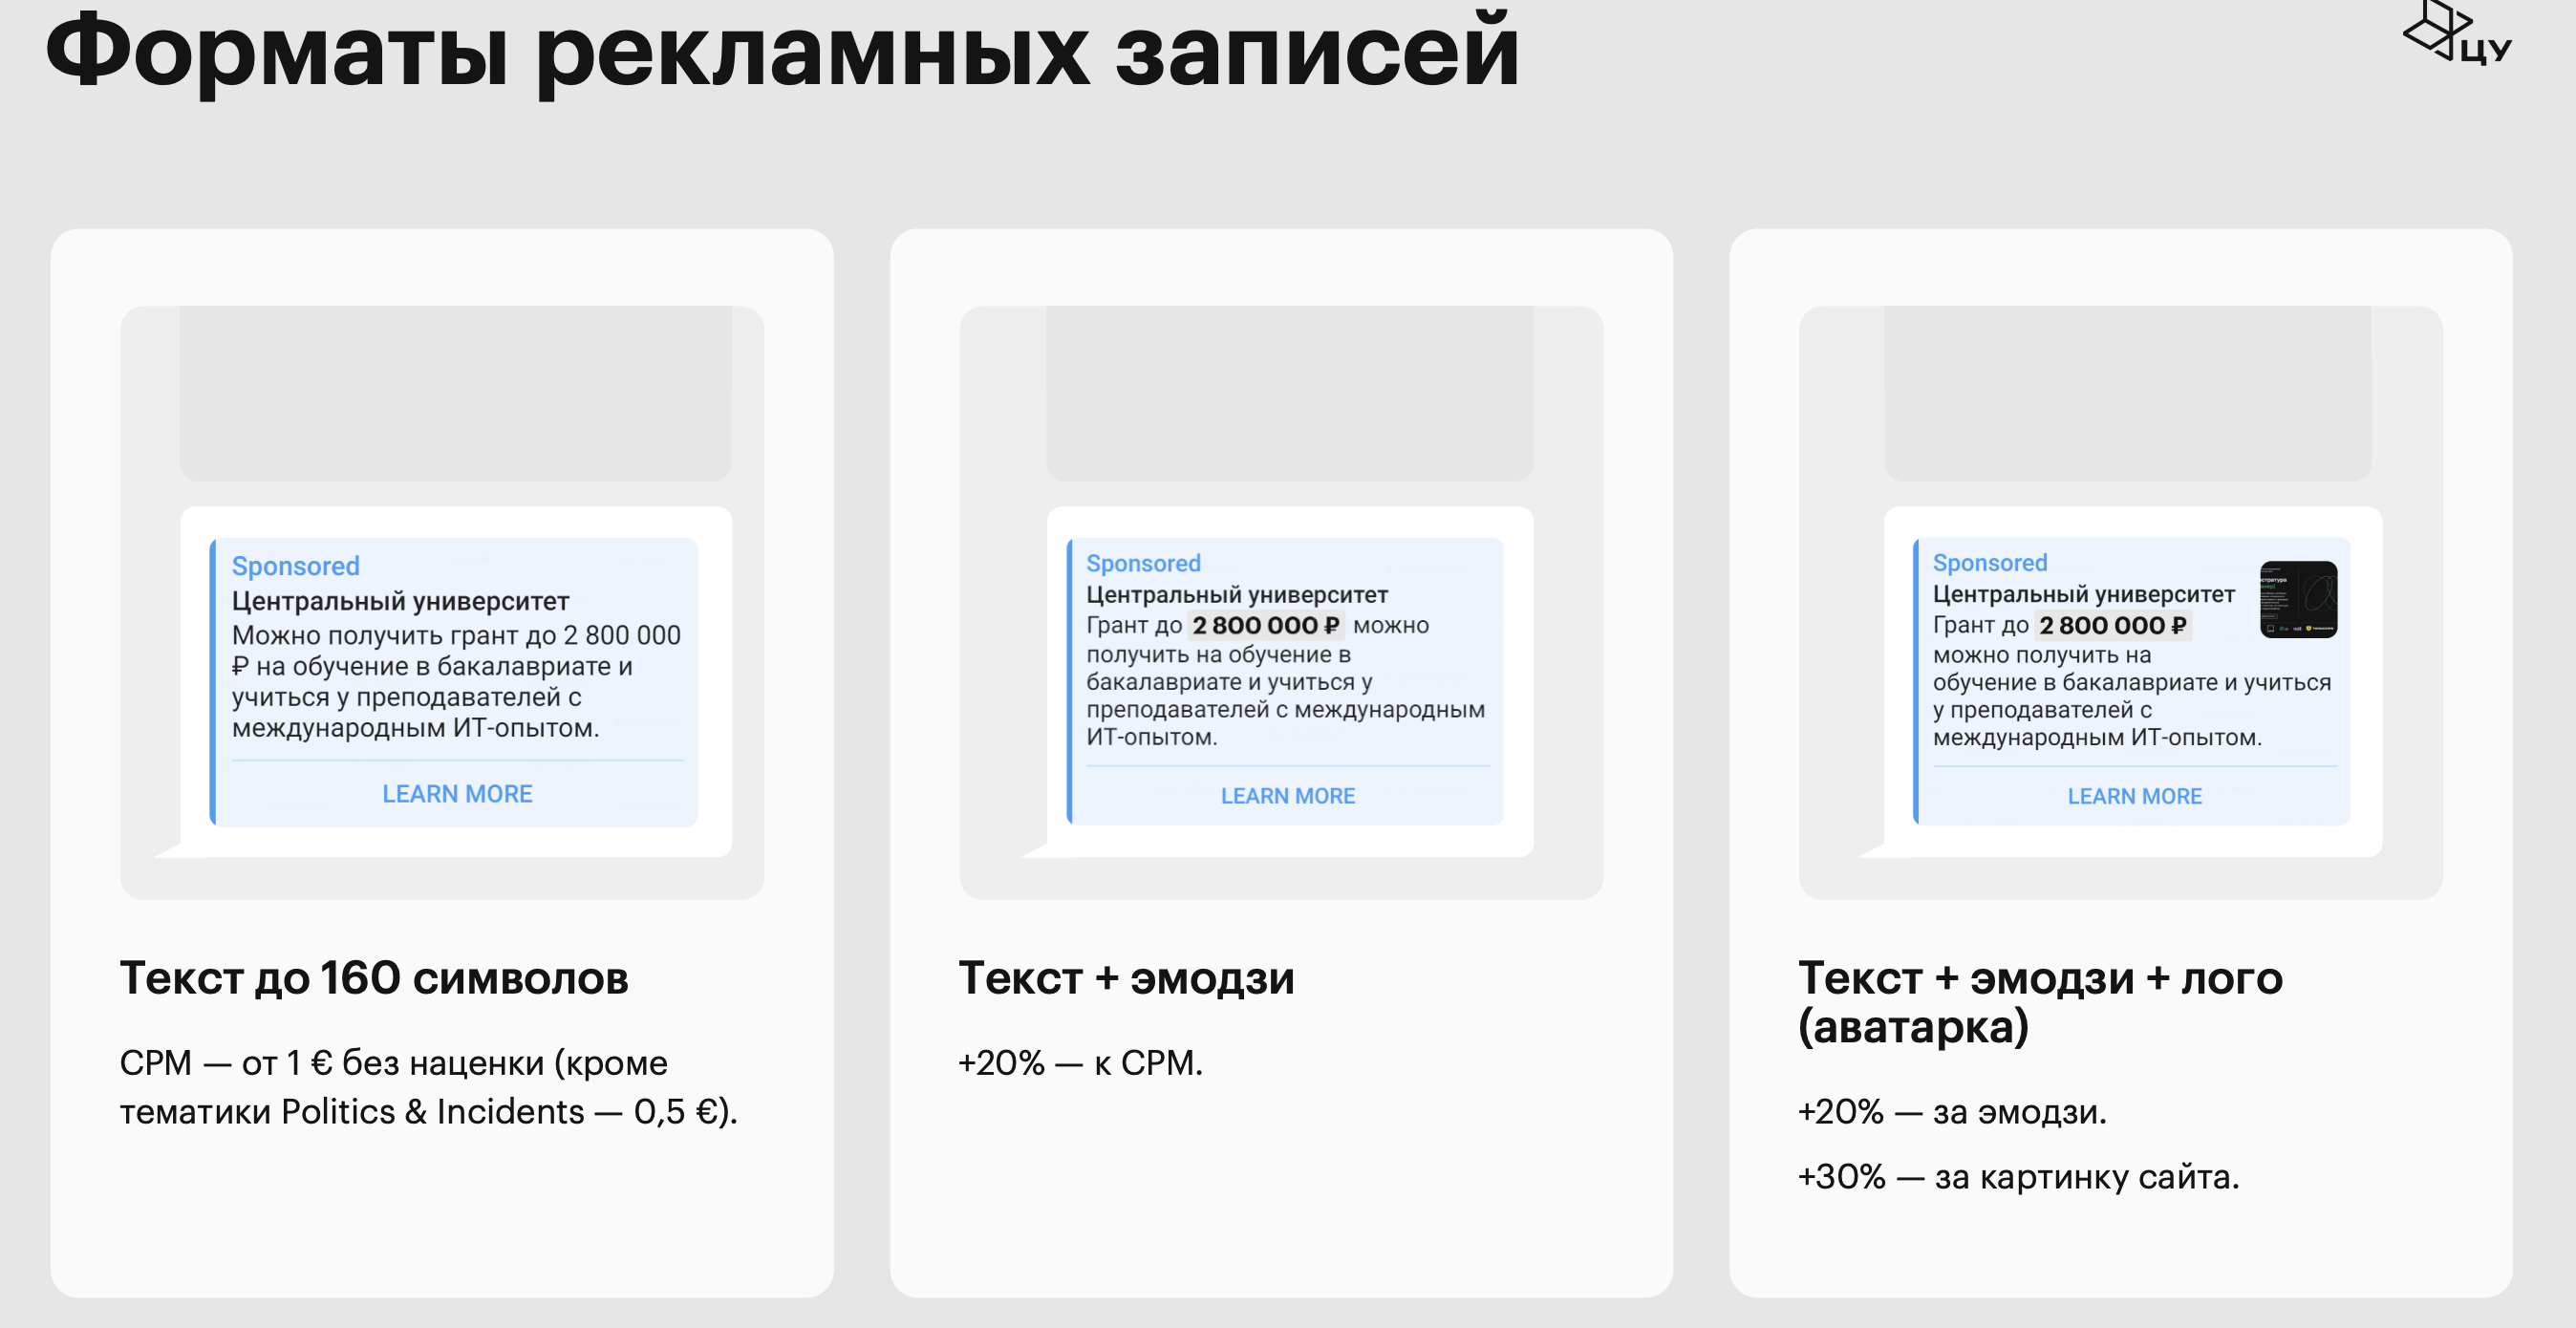 Форматы рекламных записей
ЦУ
Sponsored
Центральный университет
Можно получить грант до 2 800 000
₽ на обучение в бакалавриате и
учиться у преподавателей с
международным ИТ-опытом.
LEARN MORE
Текст до 160 символов
CPM — от 1 € без наценки (кроме
тематики Politics & Incidents — 0,5 €).
Sponsored
Центральный университет
Грант до 2 800 000 ₽ можно
получить на обучение в
бакалавриате и учиться у
преподавателей с международным
ИТ-опытом.
LEARN MORE
Текст + эмодзи
+20% — к CPM.
Sponsored
Центральный университет
Грант до 2 800 000 ₽
можно получить на
обучение в бакалавриате и учиться
у преподавателей с
международным ИТ-опытом.
LEARN MORE
Текст + эмодзи + лого
(аватарка)
+20% — за эмодзи.
+30% — за картинку сайта.